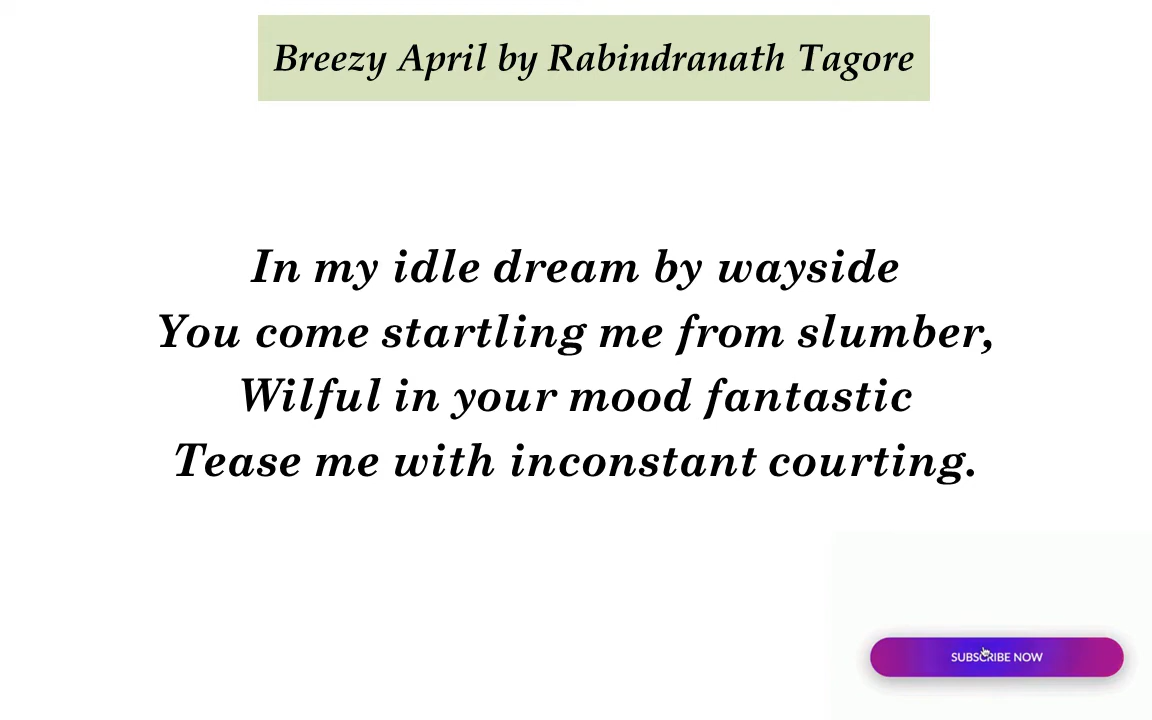 Breezy April by Rabindranath Tagore
In my idle dream by wayside
You come startling me from slumber,
Wilful in your mood fantastic
Tease me with inconstant courting.
SUBSCRIBE NOW